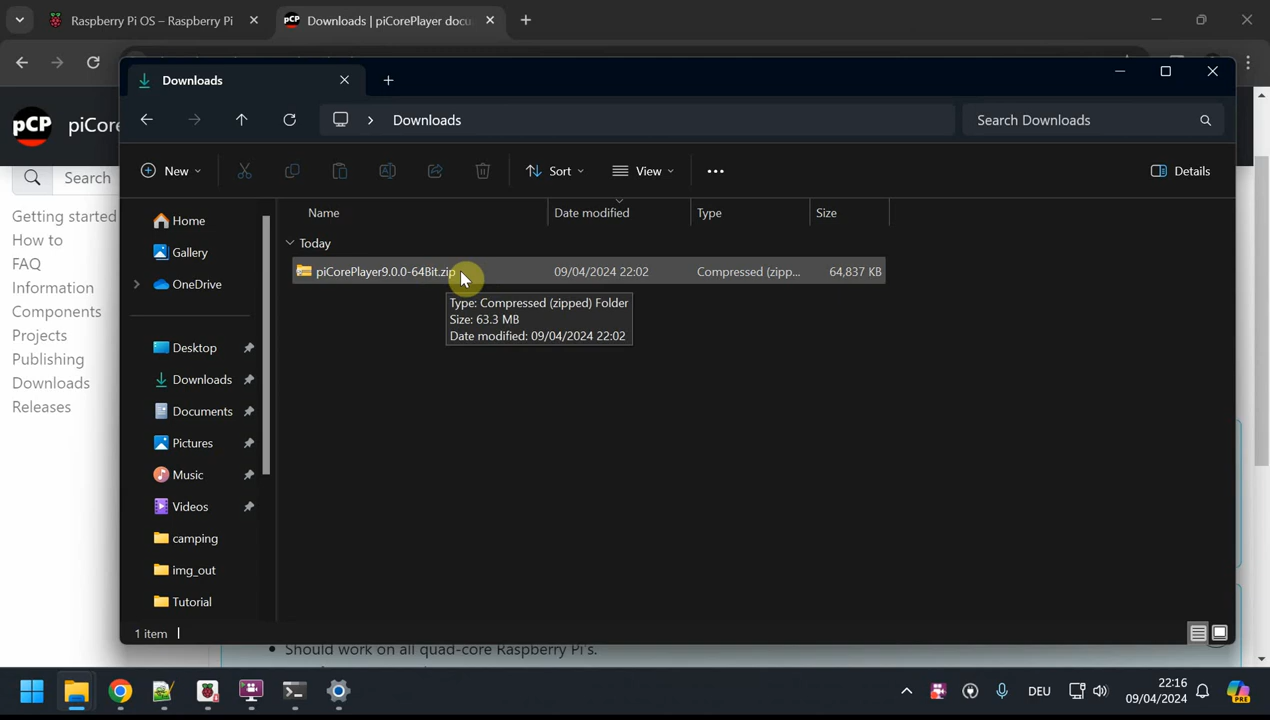 Raspberry Pi OS – Raspberry Pi
pCP
Downloads | piCorePlayer docu
Downloads
pCP
piCore
Downloads
Search Downloads
New
Sort
View
Details
Search
Getting started
How to
FAQ
Information
Components
Projects
Publishing
Downloads
Releases
Home
Gallery
OneDrive
Desktop
Downloads
Documents
Pictures
Music
Videos
camping
img_out
Tutorial
Name
Date modified
Type
Size
Today
piCorePlayer9.0.0-64Bit.zip
09/04/2024 22:02
Compressed (zipp...
64,837 KB
Type: Compressed (zipped) Folder
Size: 63.3 MB
Date modified: 09/04/2024 22:02
1 item
Should work on all quad-core Raspberry Pi's.
DEU
22:16
09/04/2024
PRE